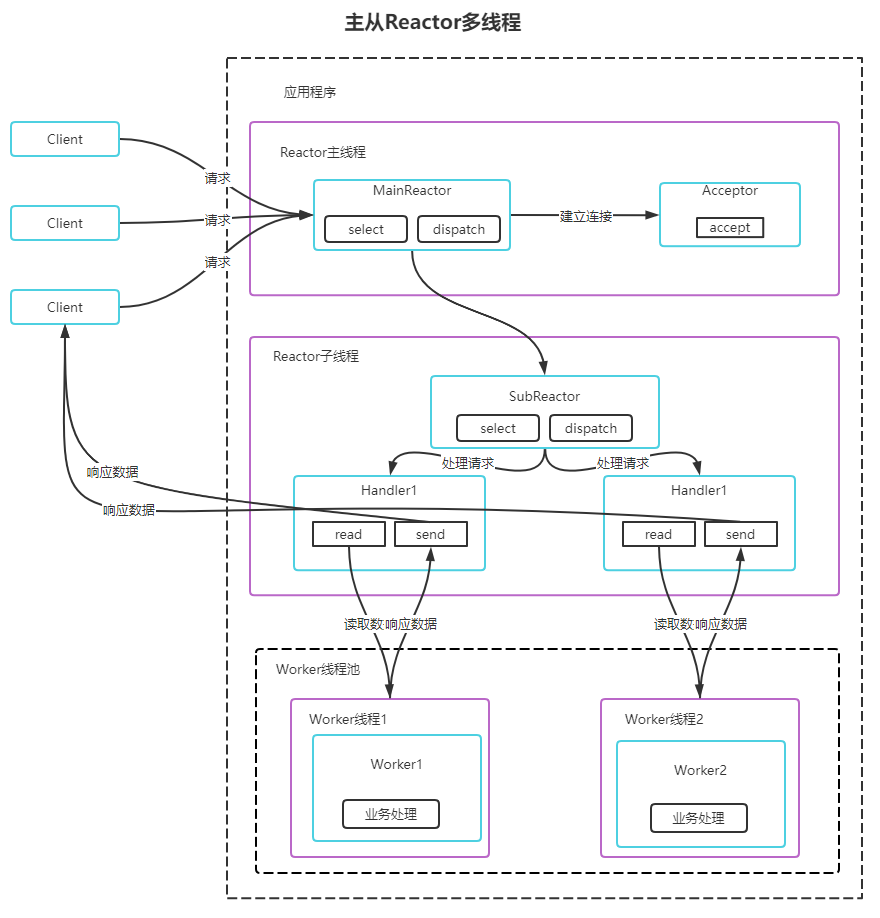 主从Reactor多线程
应用程序
Client
Client
Client
请求
请求
请求
Reactor主线程
MainReactor
select
dispatch
建立连接
Acceptor
accept
Reactor子线程
SubReactor
select
dispatch
处理请求
处理请求
响应数据
响应数据
Handler1
read
send
Handler1
read
send
读取数
响应数据
读取数
响应数据
Worker线程池
Worker线程1
Worker1
业务处理
Worker线程2
Worker2
业务处理